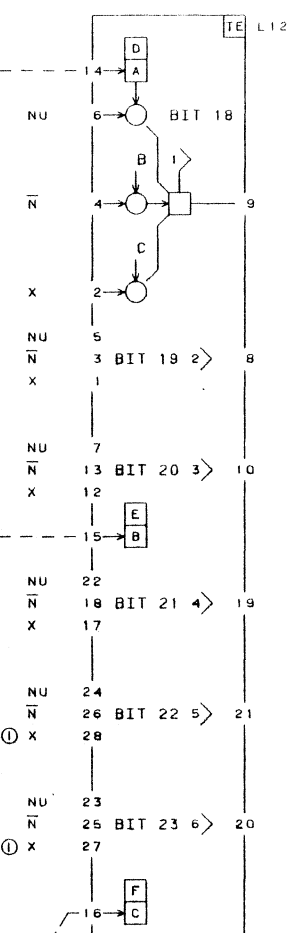 TE L12
D
14 A
NU 6 BIT 18
B 1
N̅ 4 9
C
X 2
NU 5
N̅ 3 BIT 19 2 8
X 1
NU 7
N̅ 13 BIT 20 3 10
X 12
E
15 B
NU 22
N̅ 18 BIT 21 4 19
X 17
NU 24
N̅ 26 BIT 22 5 21
① X 28
NU 23
N̅ 25 BIT 23 6 20
① X 27
F
16 C